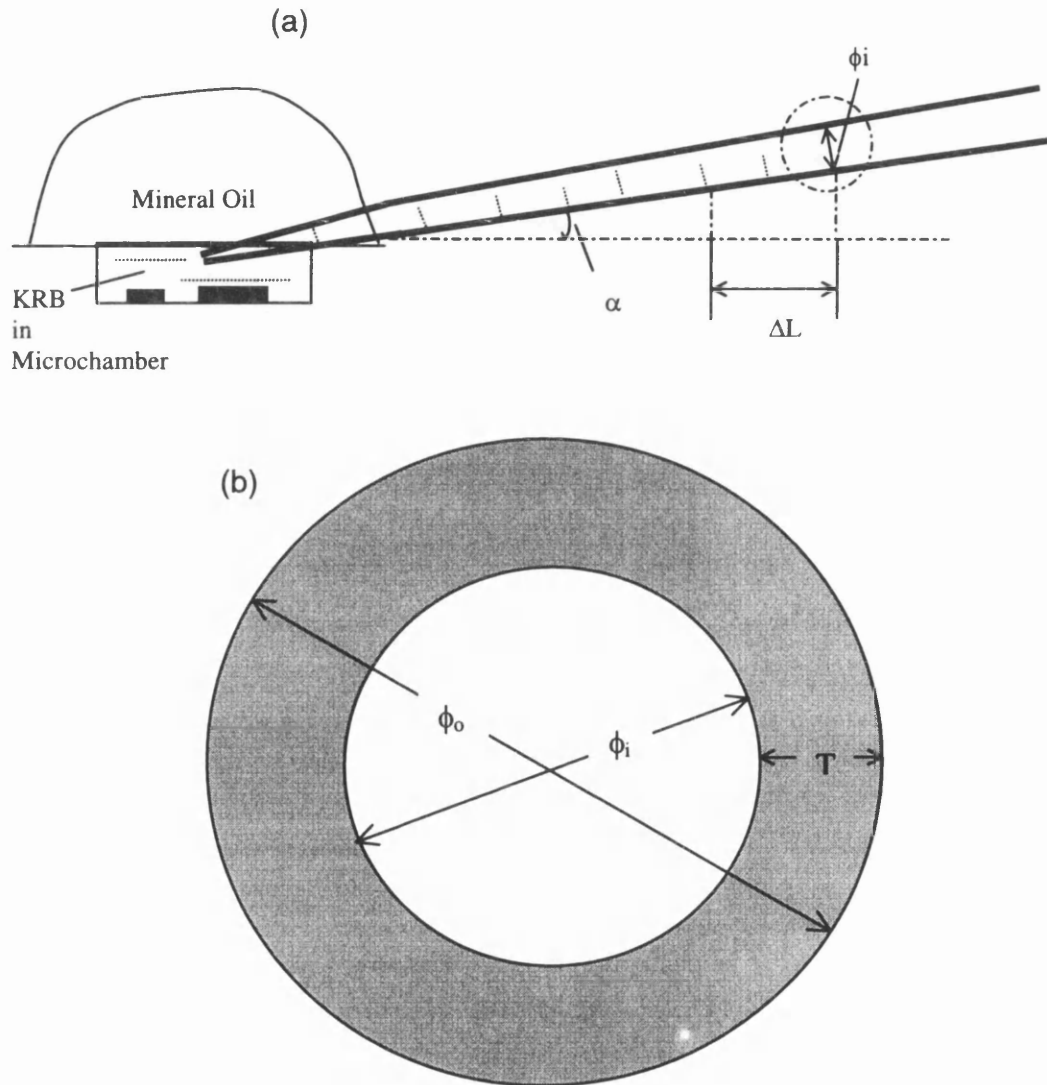 (a)
ϕi
Mineral Oil
KRB
in
Microchamber
α
ΔL
(b)
ϕₒ
ϕᵢ
T